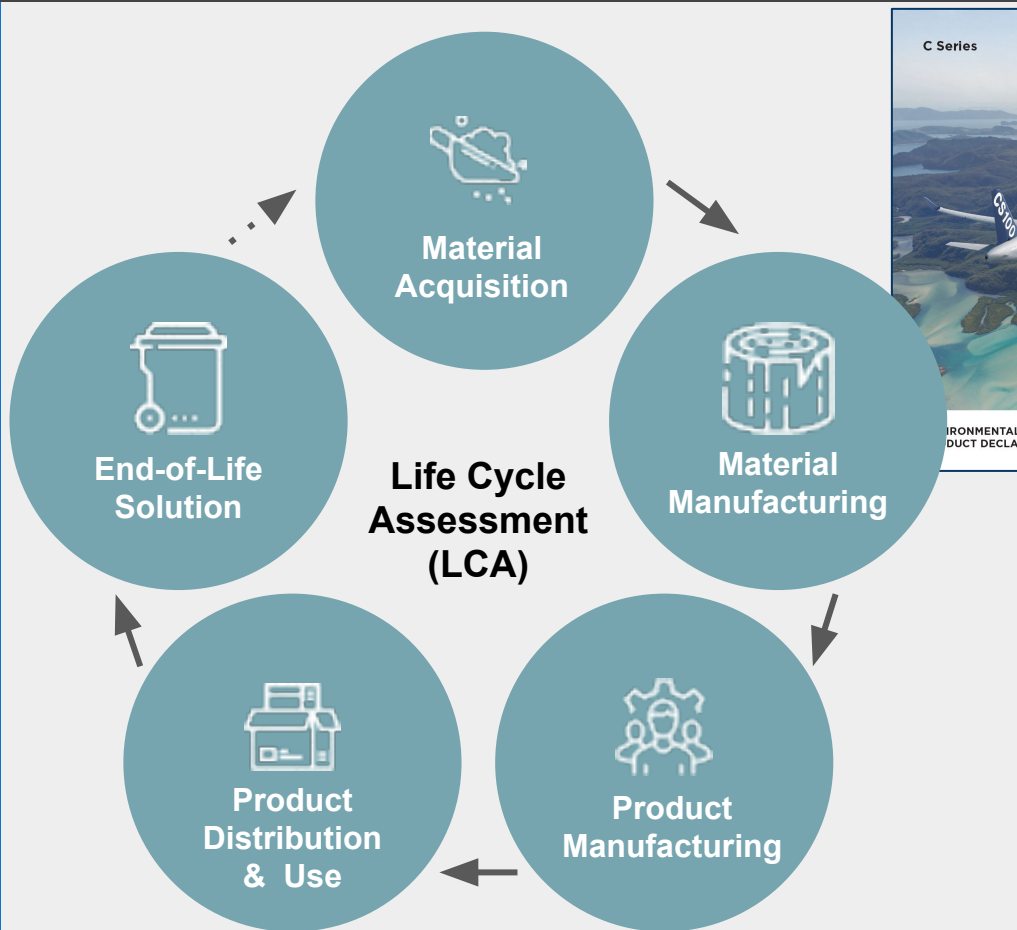 C Series
CS100
Material
Acquisition
Material
Manufacturing
End-of-Life
Solution
Life Cycle
Assessment
(LCA)
Product
Manufacturing
Product
Distribution
& Use